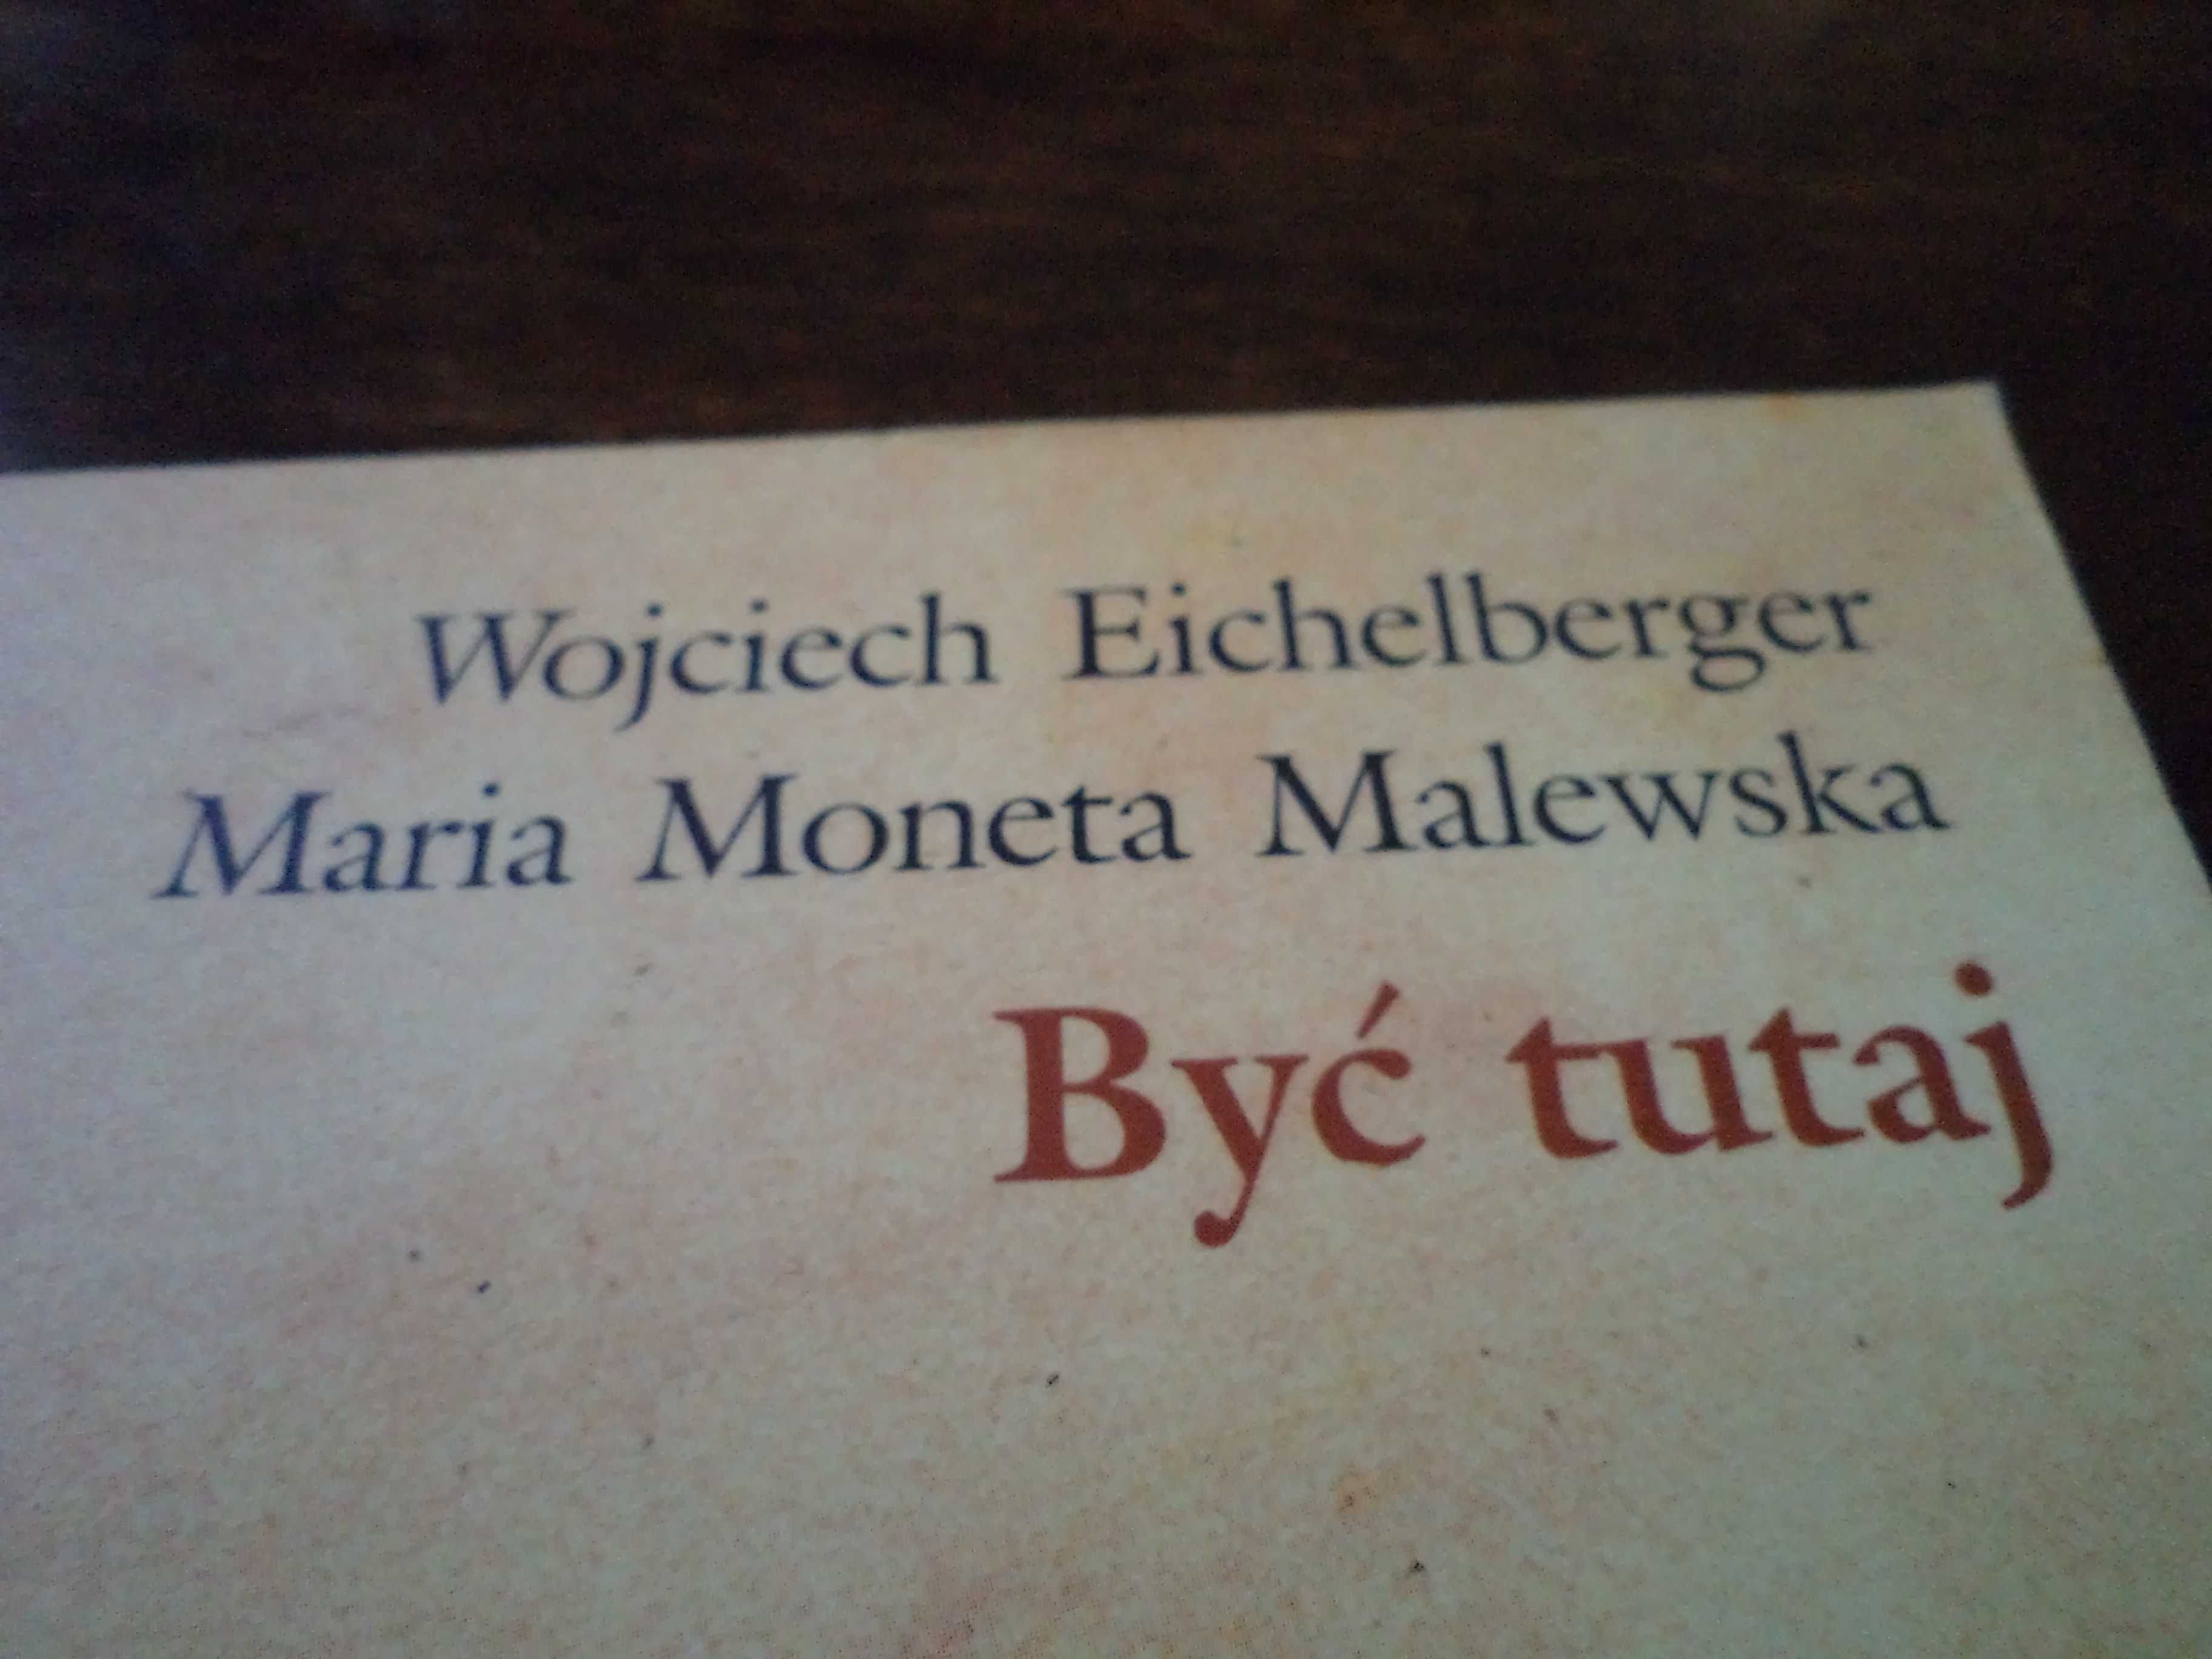 Wojciech Eichelberger
Maria Moneta Malewska
Być tutaj